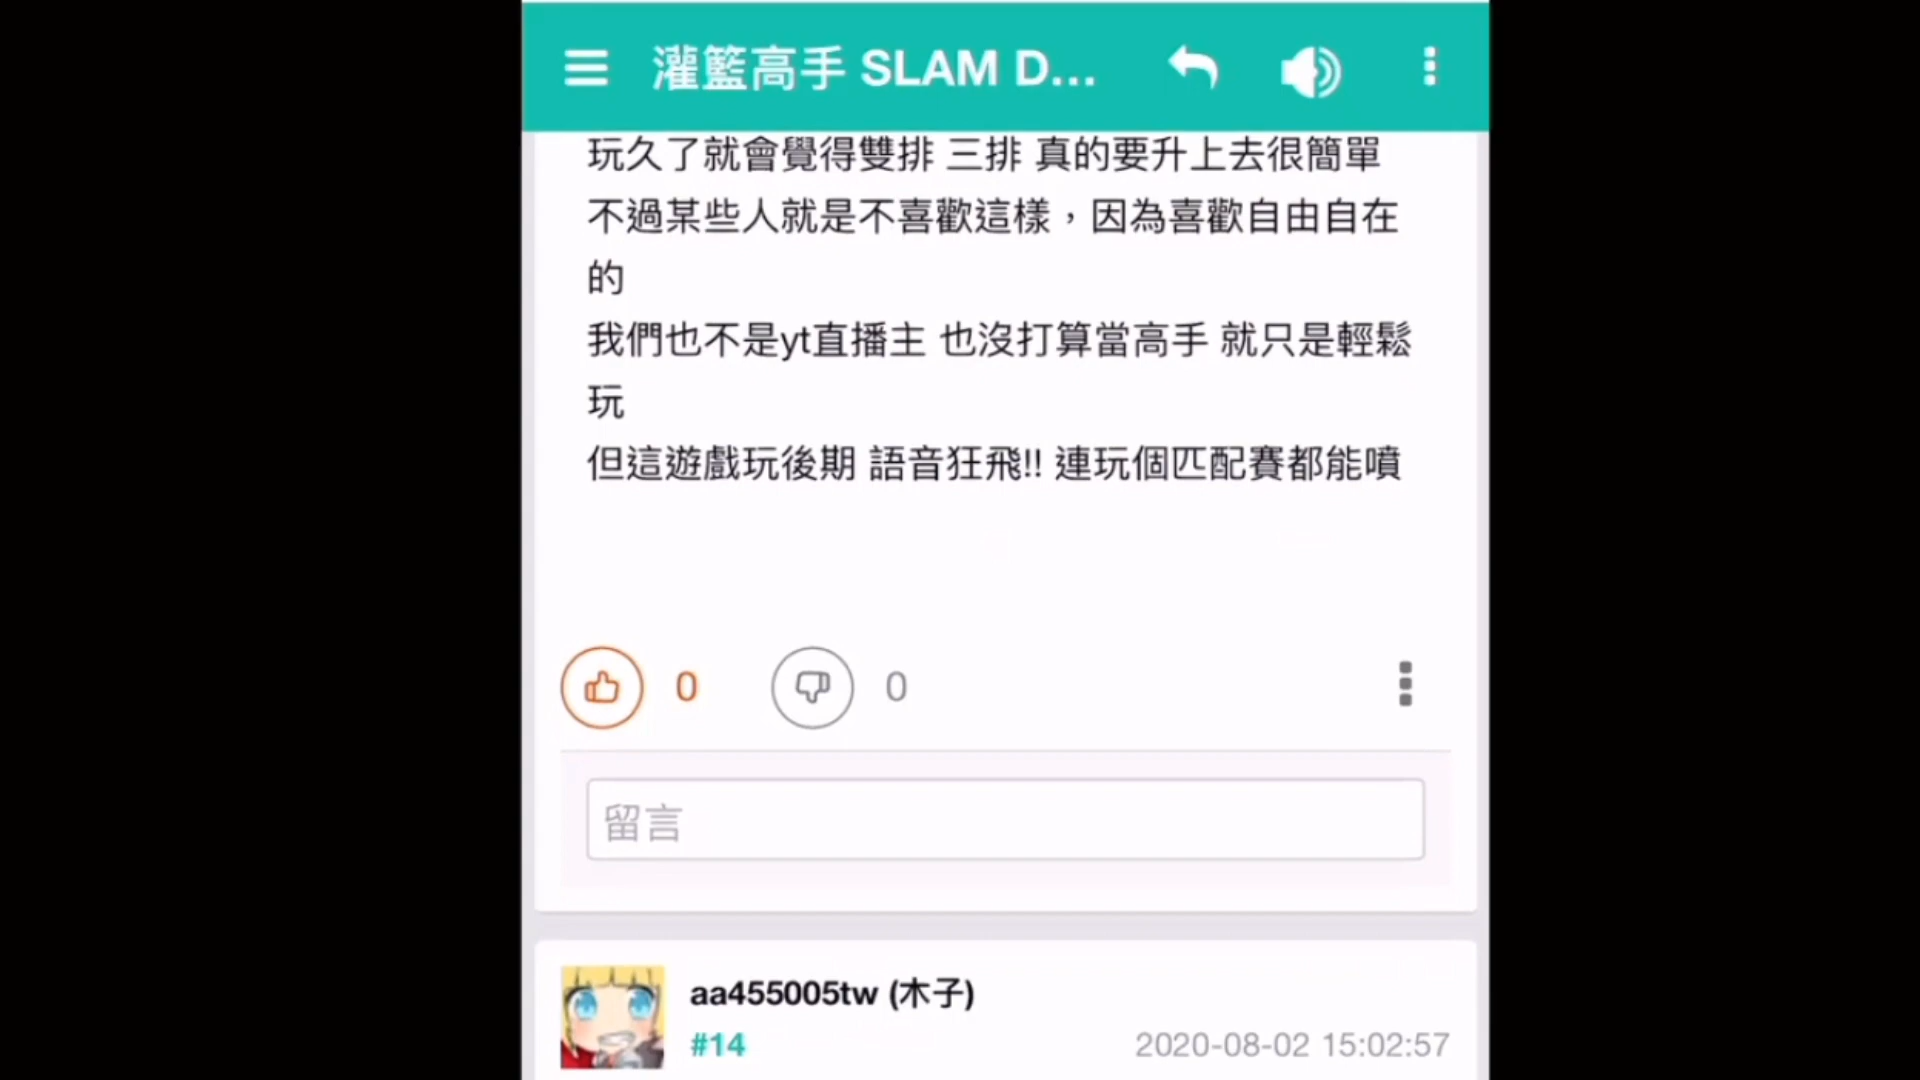 灌籃高手 SLAM D...
玩久了就會覺得雙排 三排 真的要升上去很簡單
不過某些人就是不喜歡這樣，因為喜歡自由自在
的
我們也不是yt直播主 也沒打算當高手 就只是輕鬆
玩
但這遊戲玩後期 語音狂飛!! 連玩個匹配賽都能噴
0 0
留言
aa455005tw (木子)
#14 2020-08-02 15:02:57